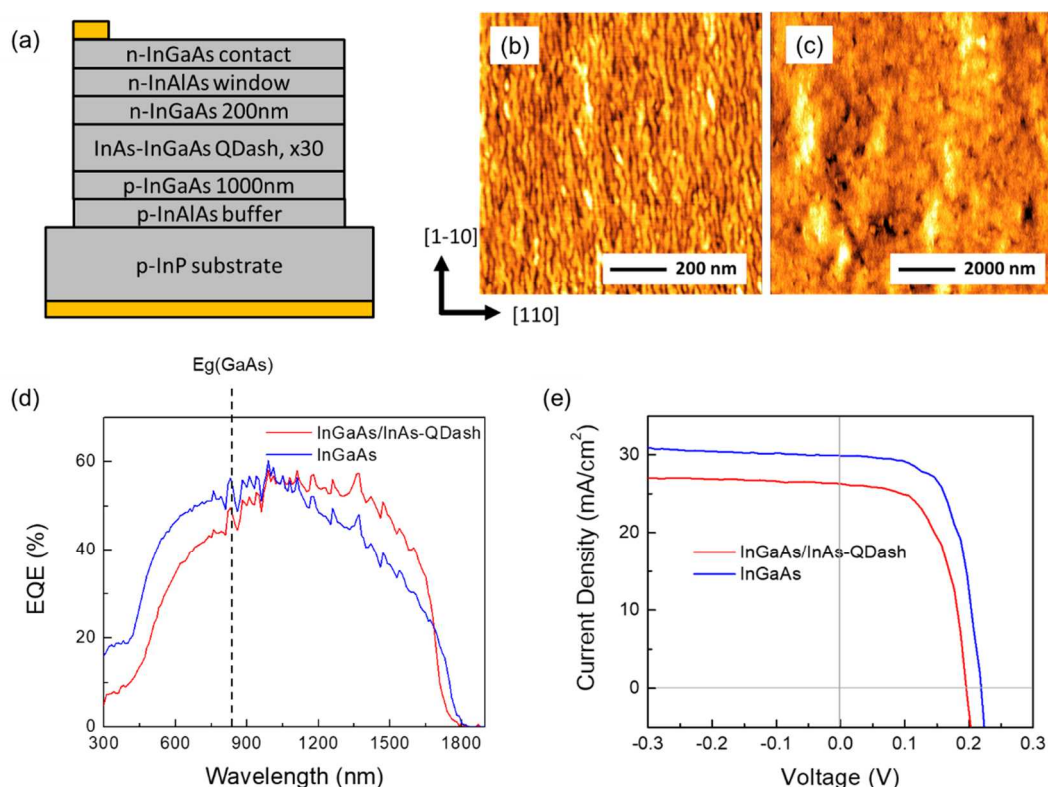 (a)
n-InGaAs contact
n-InAlAs window
n-InGaAs 200nm
InAs-InGaAs QDash, x30
p-InGaAs 1000nm
p-InAlAs buffer
p-InP substrate
(b)
200 nm
(c)
2000 nm
[1-10]
[110]
(d)
Eg(GaAs)
InGaAs/InAs-QDash
InGaAs
60
40
20
0
EQE (%)
300 600 900 1200 1500 1800
Wavelength (nm)
(e)
InGaAs/InAs-QDash
InGaAs
30
20
10
0
Current Density (mA/cm²)
-0.3 -0.2 -0.1 0.0 0.1 0.2 0.3
Voltage (V)